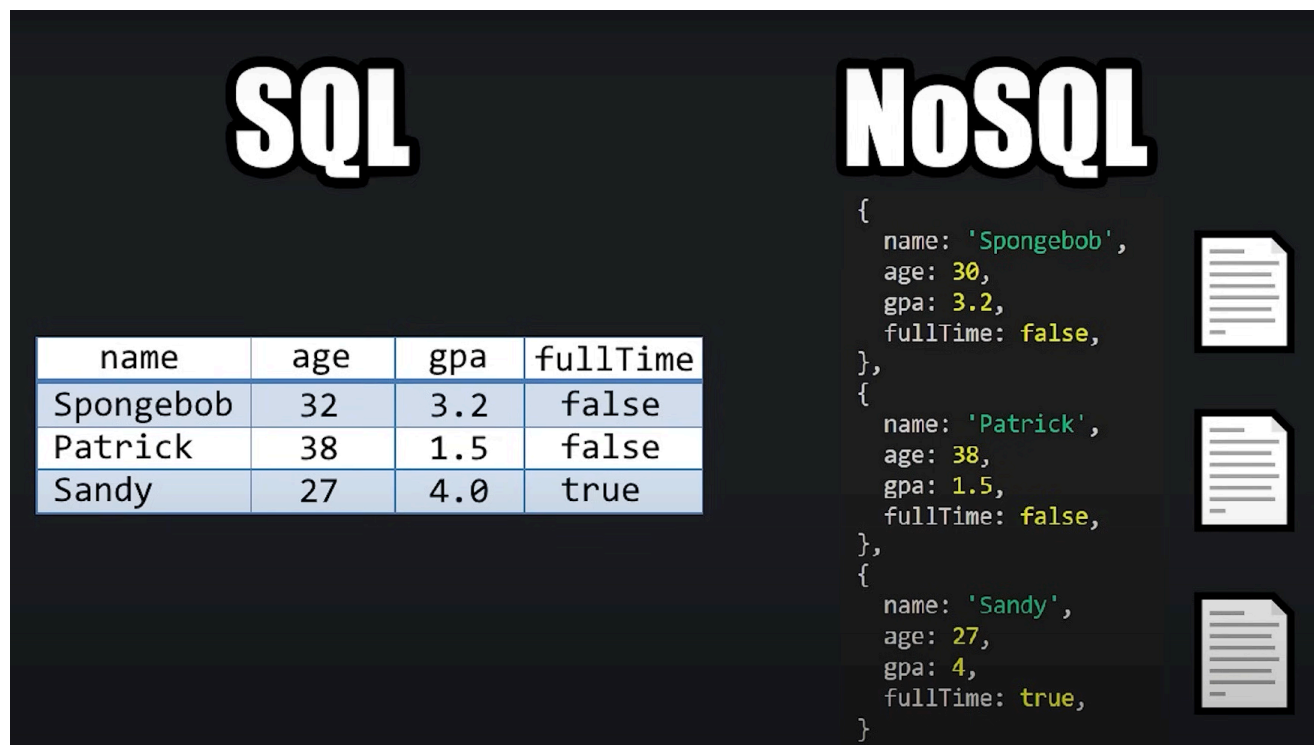 SQL
name age gpa fullTime
Spongebob 32 3.2 false
Patrick 38 1.5 false
Sandy 27 4.0 true
NoSQL
{
name: 'Spongebob',
age: 30,
gpa: 3.2,
fullTime: false,
},
{
name: 'Patrick',
age: 38,
gpa: 1.5,
fullTime: false,
},
{
name: 'Sandy',
age: 27,
gpa: 4,
fullTime: true,
}